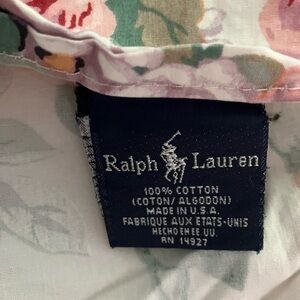 Ralph Lauren
100% COTTON
(COTON/ALGODON)
MADE IN U.S.A.
FABRIQUE AUX ETATS-UNIS
HECHO EN EE.UU.
RN 14927